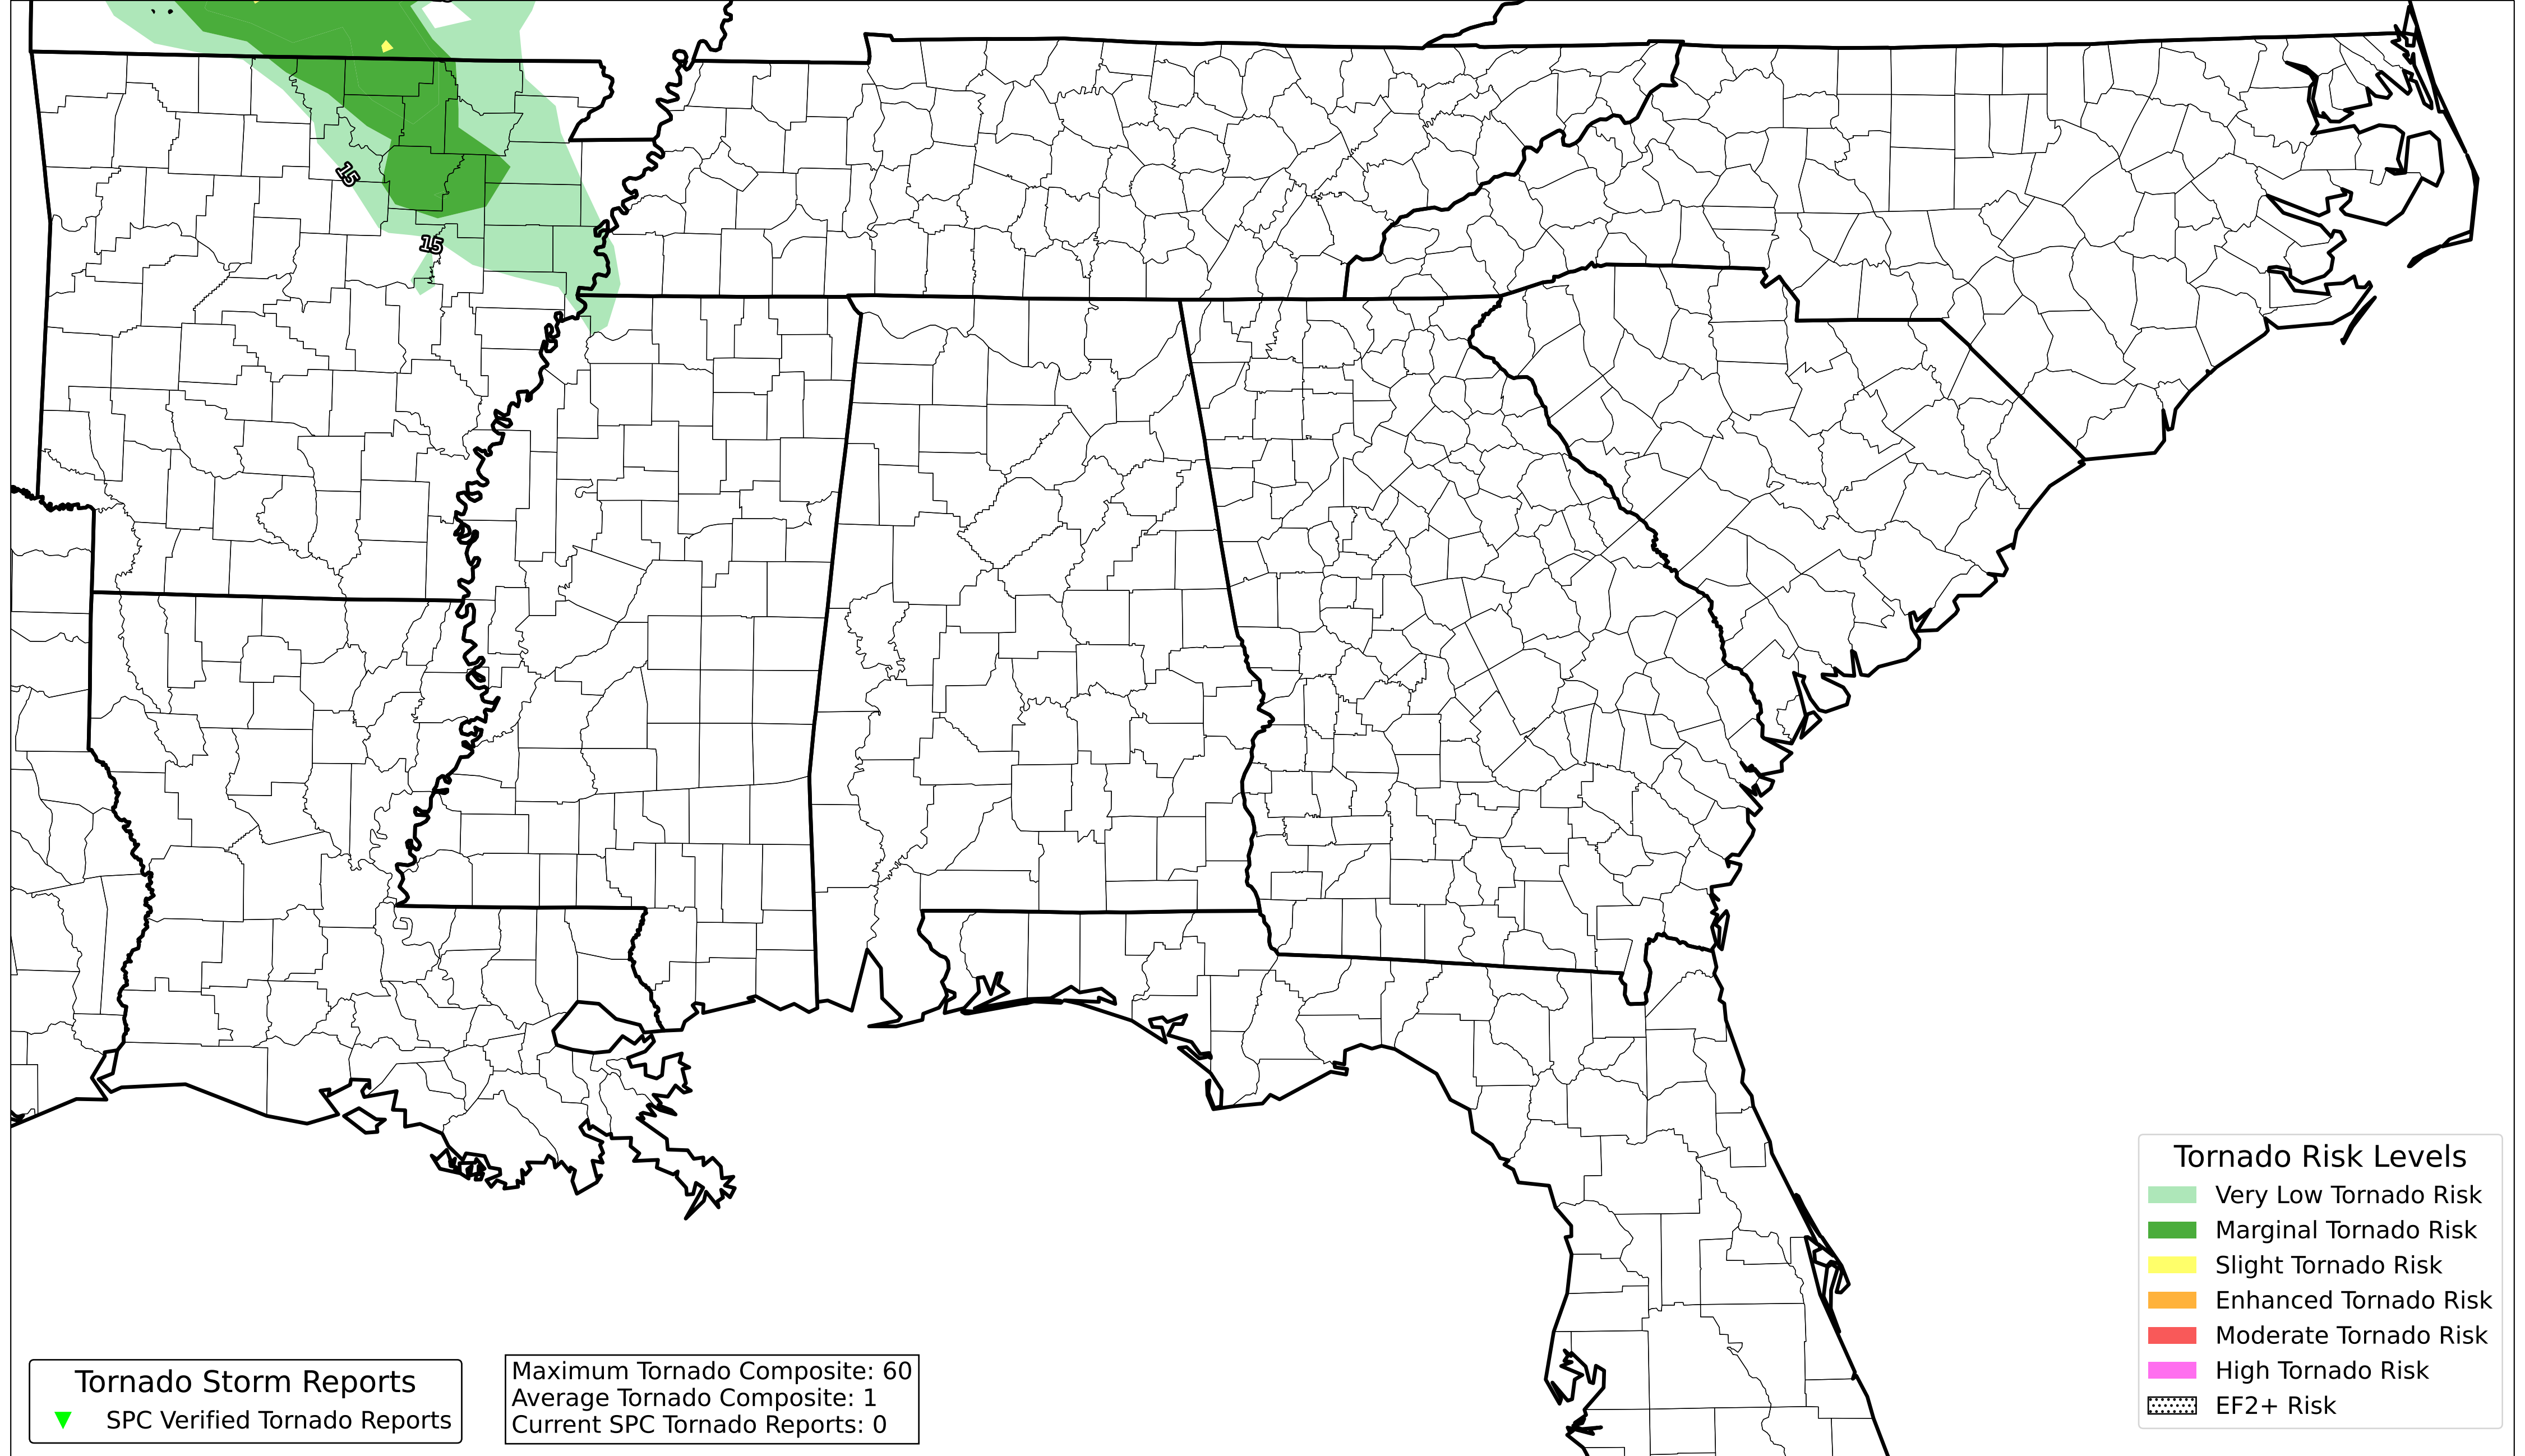 15
15
Tornado Storm Reports
SPC Verified Tornado Reports
Maximum Tornado Composite: 60
Average Tornado Composite: 1
Current SPC Tornado Reports: 0
Tornado Risk Levels
Very Low Tornado Risk
Marginal Tornado Risk
Slight Tornado Risk
Enhanced Tornado Risk
Moderate Tornado Risk
High Tornado Risk
EF2+ Risk